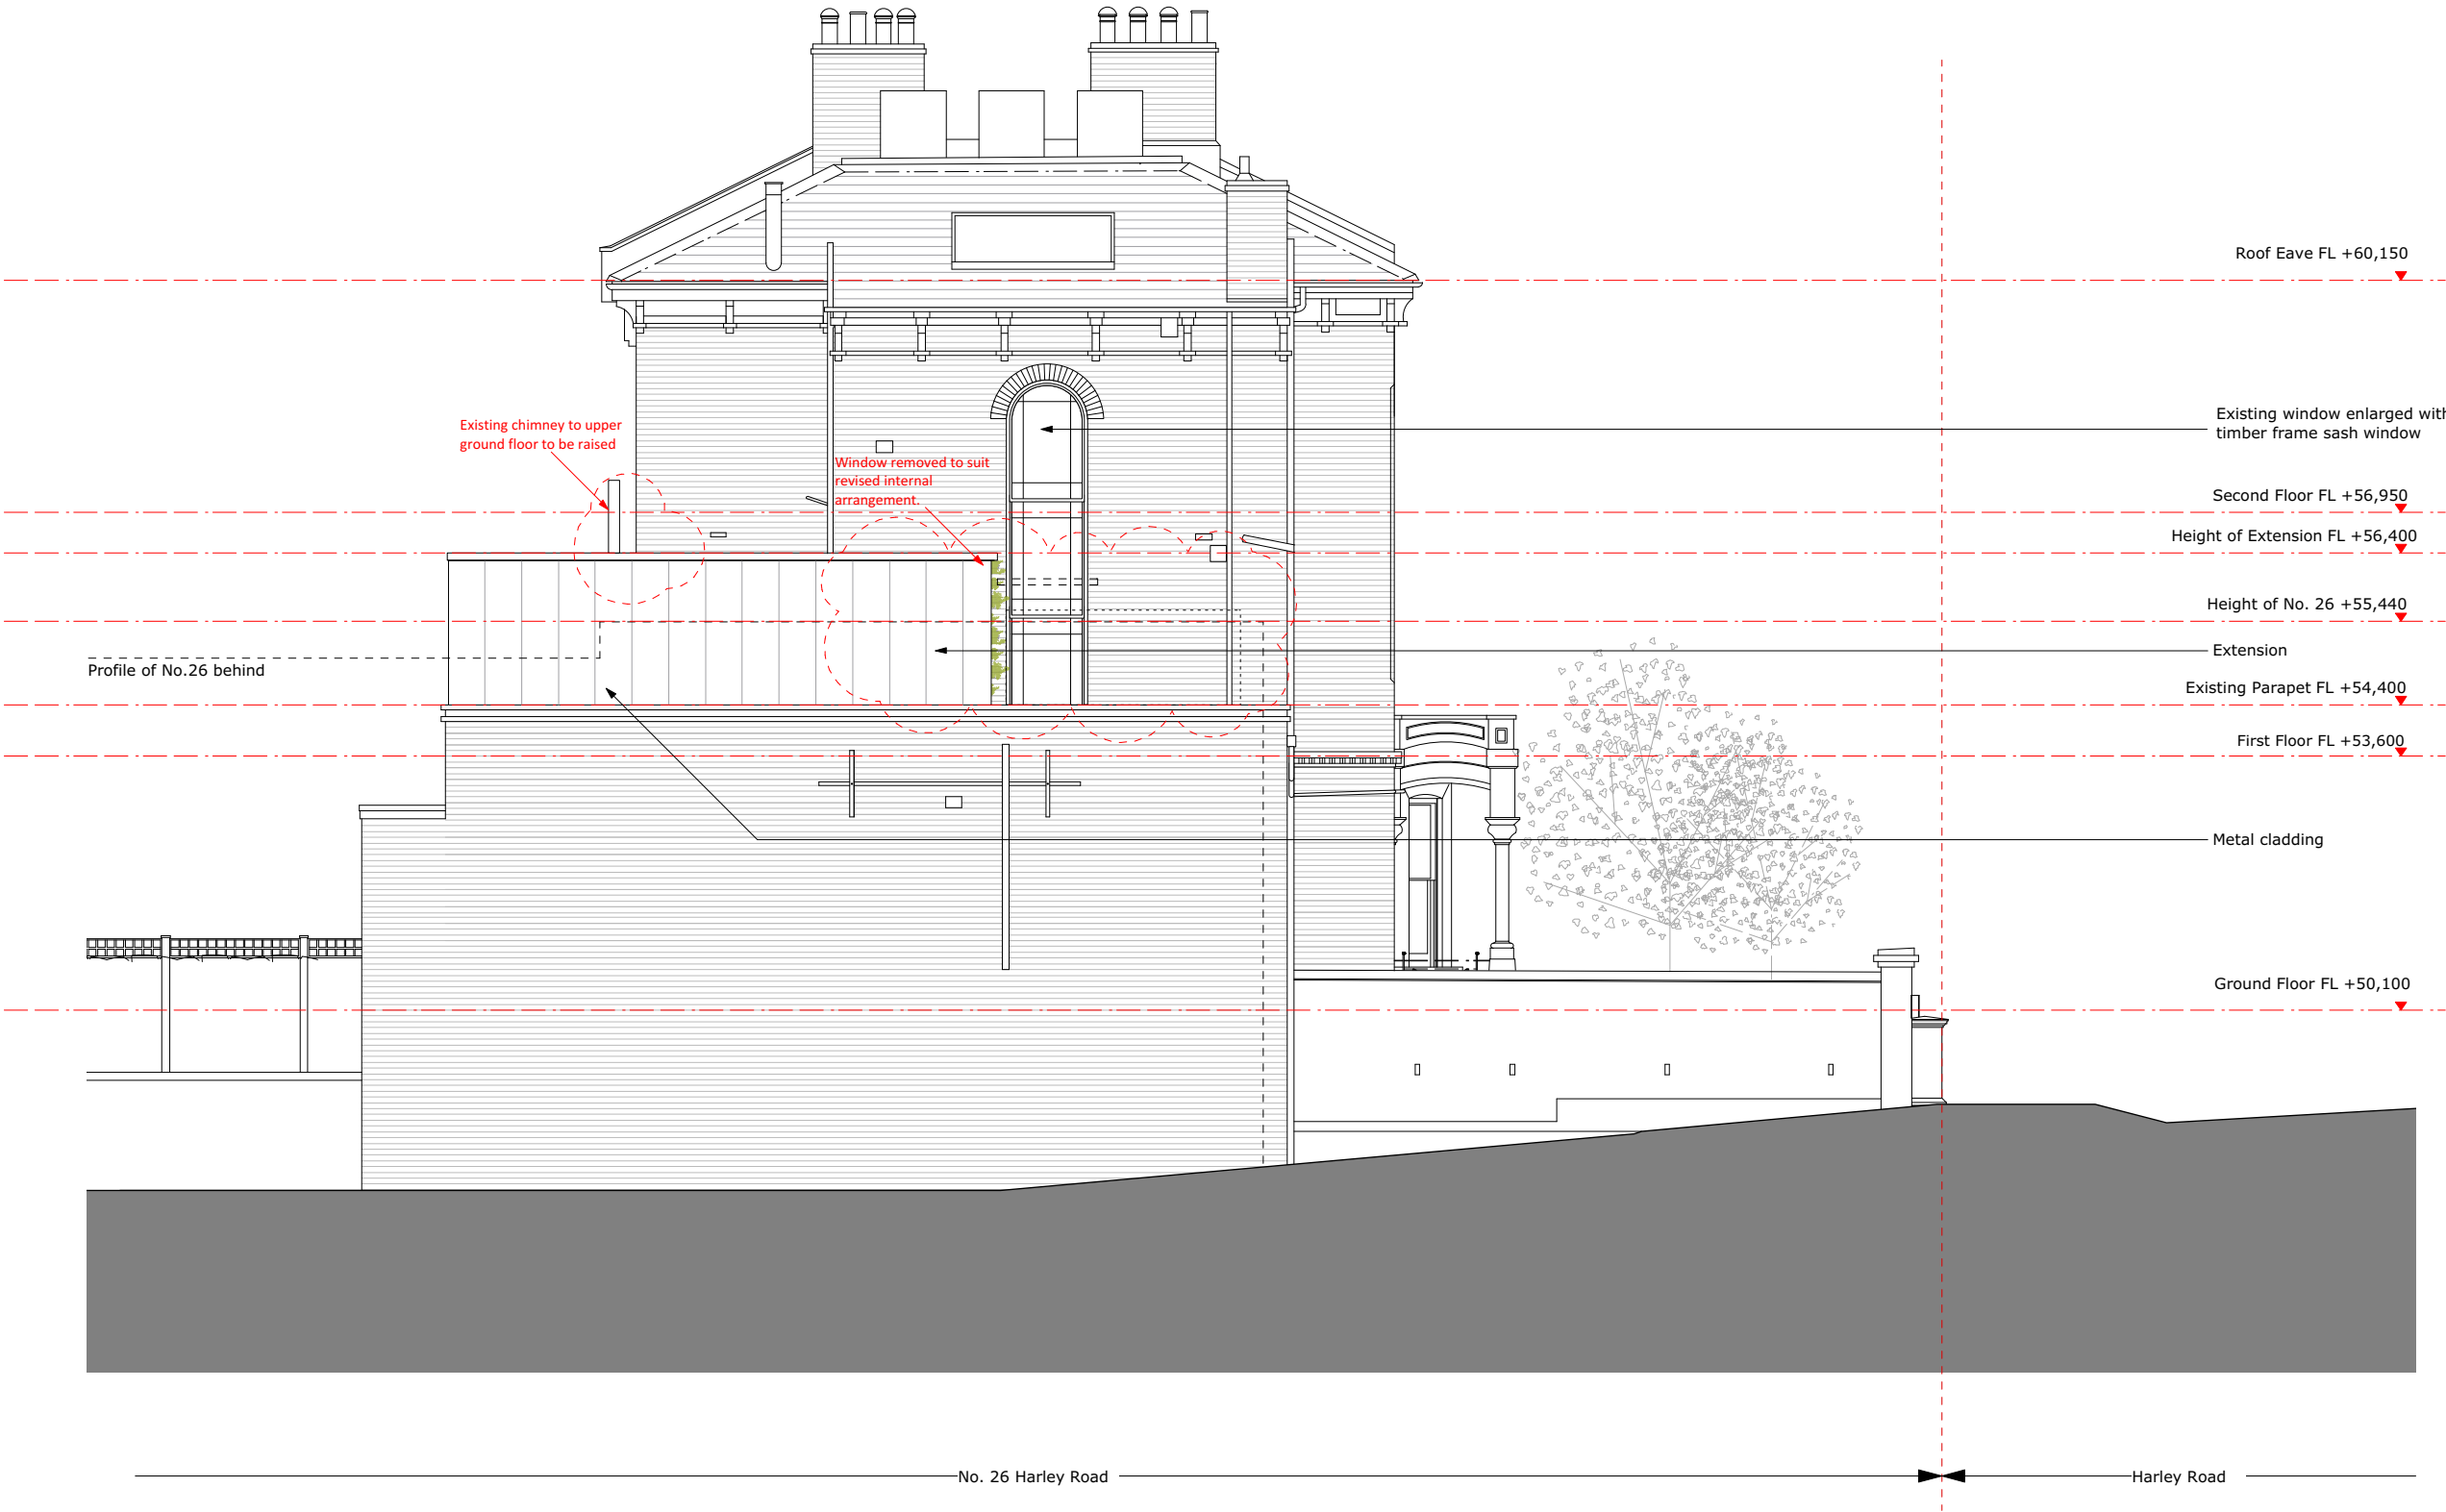 Roof Eave FL +60,150
Existing window enlarged with
timber frame sash window
Existing chimney to upper
ground floor to be raised
Window removed to suit
revised internal
arrangement.
Second Floor FL +56,950
Height of Extension FL +56,400
Height of No. 26 +55,440
Extension
Profile of No.26 behind
Existing Parapet FL +54,400
First Floor FL +53,600
Metal cladding
Ground Floor FL +50,100
No. 26 Harley Road
Harley Road